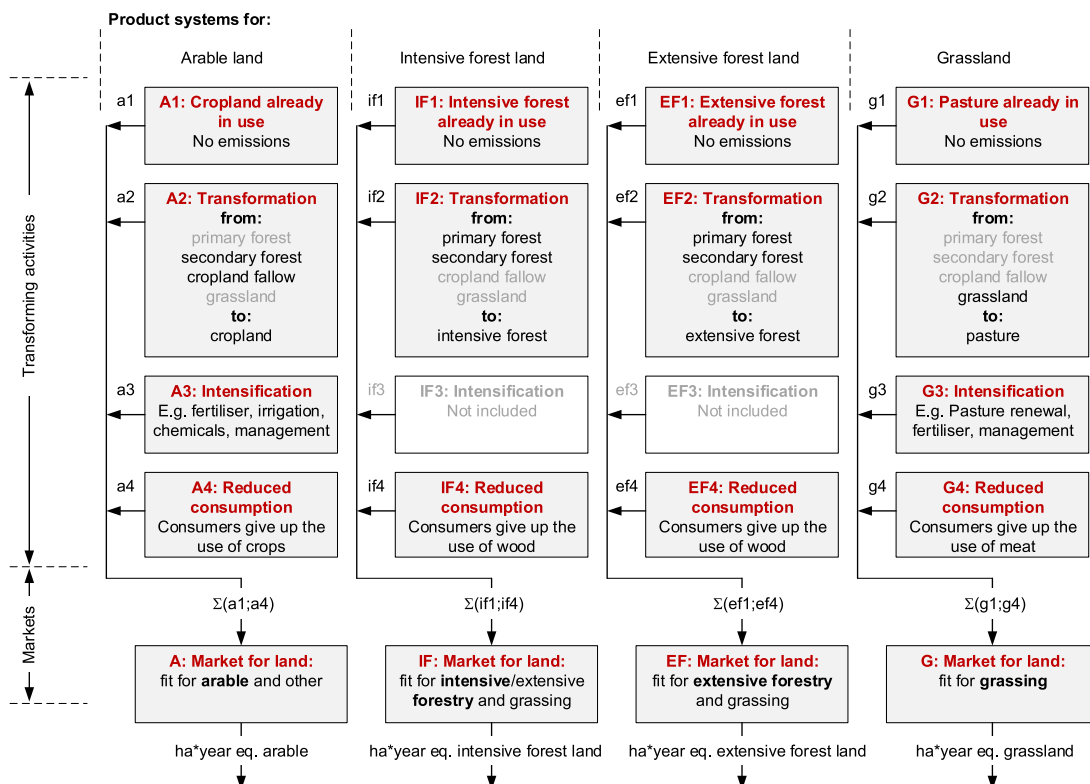 Product systems for:
Arable land
Intensive forest land
Extensive forest land
Grassland
Transforming activities
Markets
a1
A1: Cropland already
in use
No emissions
a2
A2: Transformation
from:
primary forest
secondary forest
cropland fallow
grassland
to:
cropland
a3
A3: Intensification
E.g. fertiliser, irrigation,
chemicals, management
a4
A4: Reduced
consumption
Consumers give up the
use of crops
Σ(a1;a4)
A: Market for land:
fit for arable and other
ha*year eq. arable
if1
IF1: Intensive forest
already in use
No emissions
if2
IF2: Transformation
from:
primary forest
secondary forest
cropland fallow
grassland
to:
intensive forest
if3
IF3: Intensification
Not included
if4
IF4: Reduced
consumption
Consumers give up the
use of wood
Σ(if1;if4)
IF: Market for land:
fit for intensive/extensive
forestry and grassing
ha*year eq. intensive forest land
ef1
EF1: Extensive forest
already in use
No emissions
ef2
EF2: Transformation
from:
primary forest
secondary forest
cropland fallow
grassland
to:
extensive forest
ef3
EF3: Intensification
Not included
ef4
EF4: Reduced
consumption
Consumers give up the
use of wood
Σ(ef1;ef4)
EF: Market for land:
fit for extensive forestry
and grassing
ha*year eq. extensive forest land
g1
G1: Pasture already in
use
No emissions
g2
G2: Transformation
from:
primary forest
secondary forest
cropland fallow
grassland
to:
pasture
g3
G3: Intensification
E.g. Pasture renewal,
fertiliser, management
g4
G4: Reduced
consumption
Consumers give up the
use of meat
Σ(g1;g4)
G: Market for land:
fit for grassing
ha*year eq. grassland